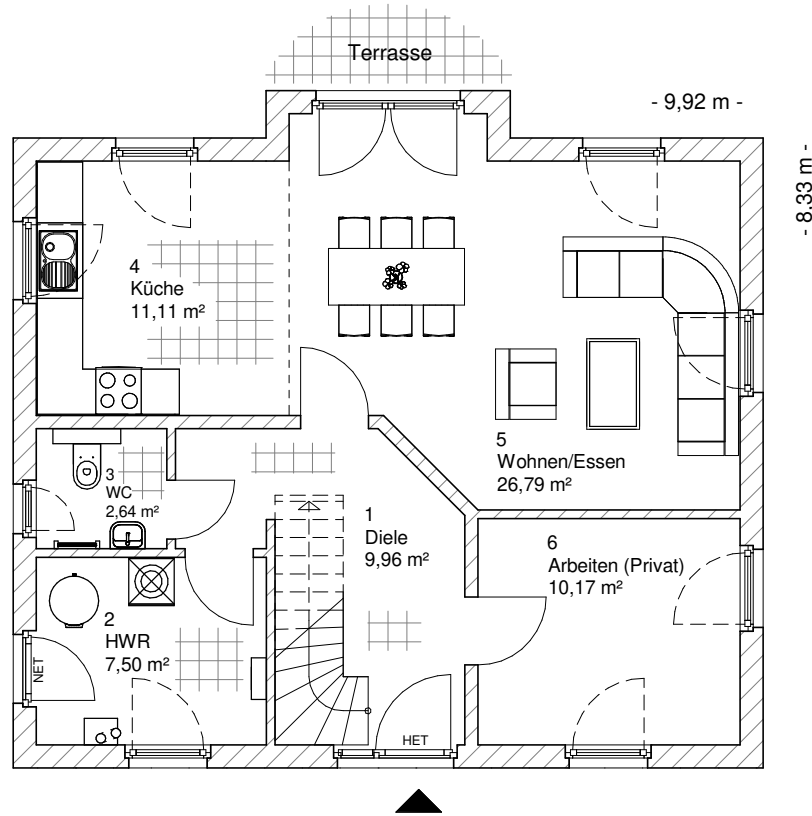 Terrasse
- 9,92 m -
- 8,33 m -
4
Küche
11,11 m²
5
Wohnen/Essen
26,79 m²
3
WC
2,64 m²
1
Diele
9,96 m²
6
Arbeiten (Privat)
10,17 m²
2
HWR
7,50 m²
NET
HET